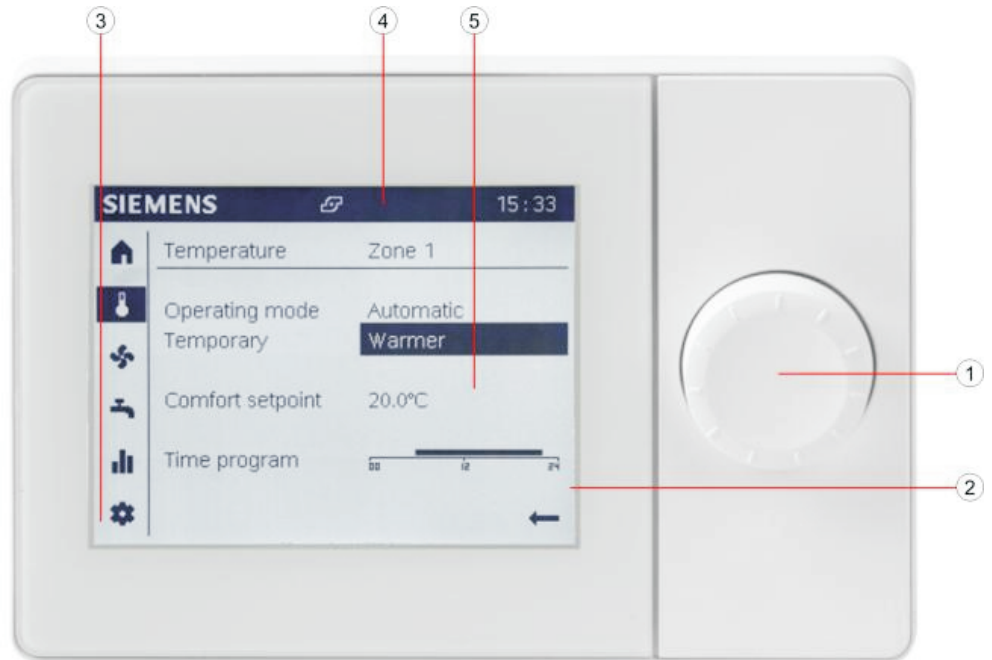 3 4 5
SIEMENS 15:33
Temperature Zone 1
Operating mode Automatic
Temporary Warmer
1
Comfort setpoint 20.0°C
Time program
00 12 24
2